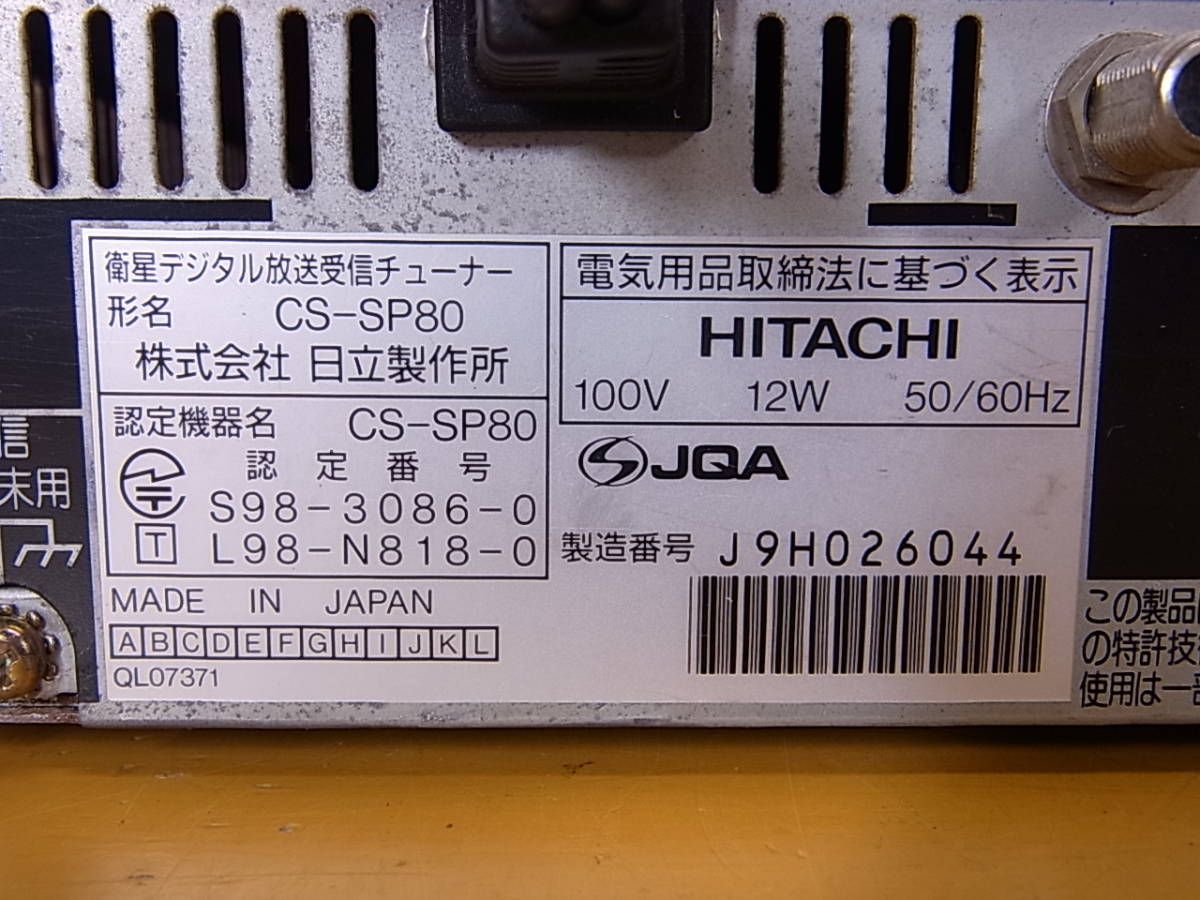 衛星デジタル放送受信チューナー
形名 CS-SP80
株式会社 日立製作所
認定機器名 CS-SP80
認定番号
S98-3086-0
T L98-N818-0
MADE IN JAPAN
A B C D E F G H I J K L
QL07371
電気用品取締法に基づく表示
HITACHI
100V 12W 50/60Hz
JQA
製造番号 J9H026044
信
末用
この製品
の特許技
使用は一部